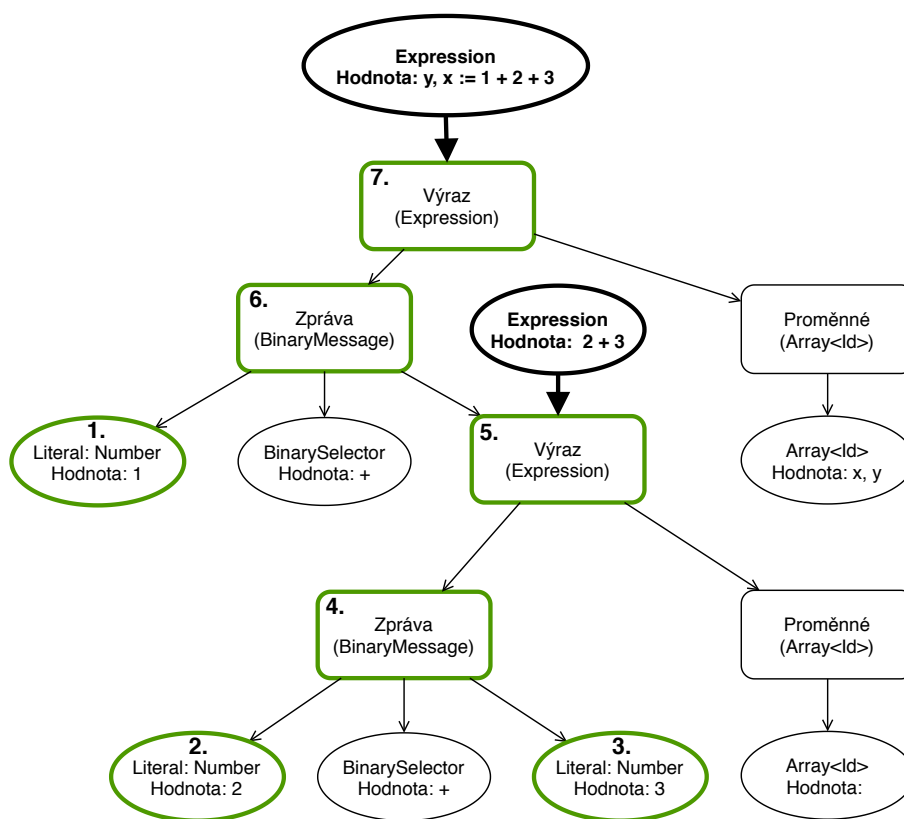 Expression
Hodnota: y, x := 1 + 2 + 3
7.
Výraz
(Expression)
6.
Zpráva
(BinaryMessage)
Expression
Hodnota: 2 + 3
Proměnné
(Array<Id>)
1.
Literal: Number
Hodnota: 1
BinarySelector
Hodnota: +
5.
Výraz
(Expression)
Array<Id>
Hodnota: x, y
4.
Zpráva
(BinaryMessage)
Proměnné
(Array<Id>)
2.
Literal: Number
Hodnota: 2
BinarySelector
Hodnota: +
3.
Literal: Number
Hodnota: 3
Array<Id>
Hodnota: